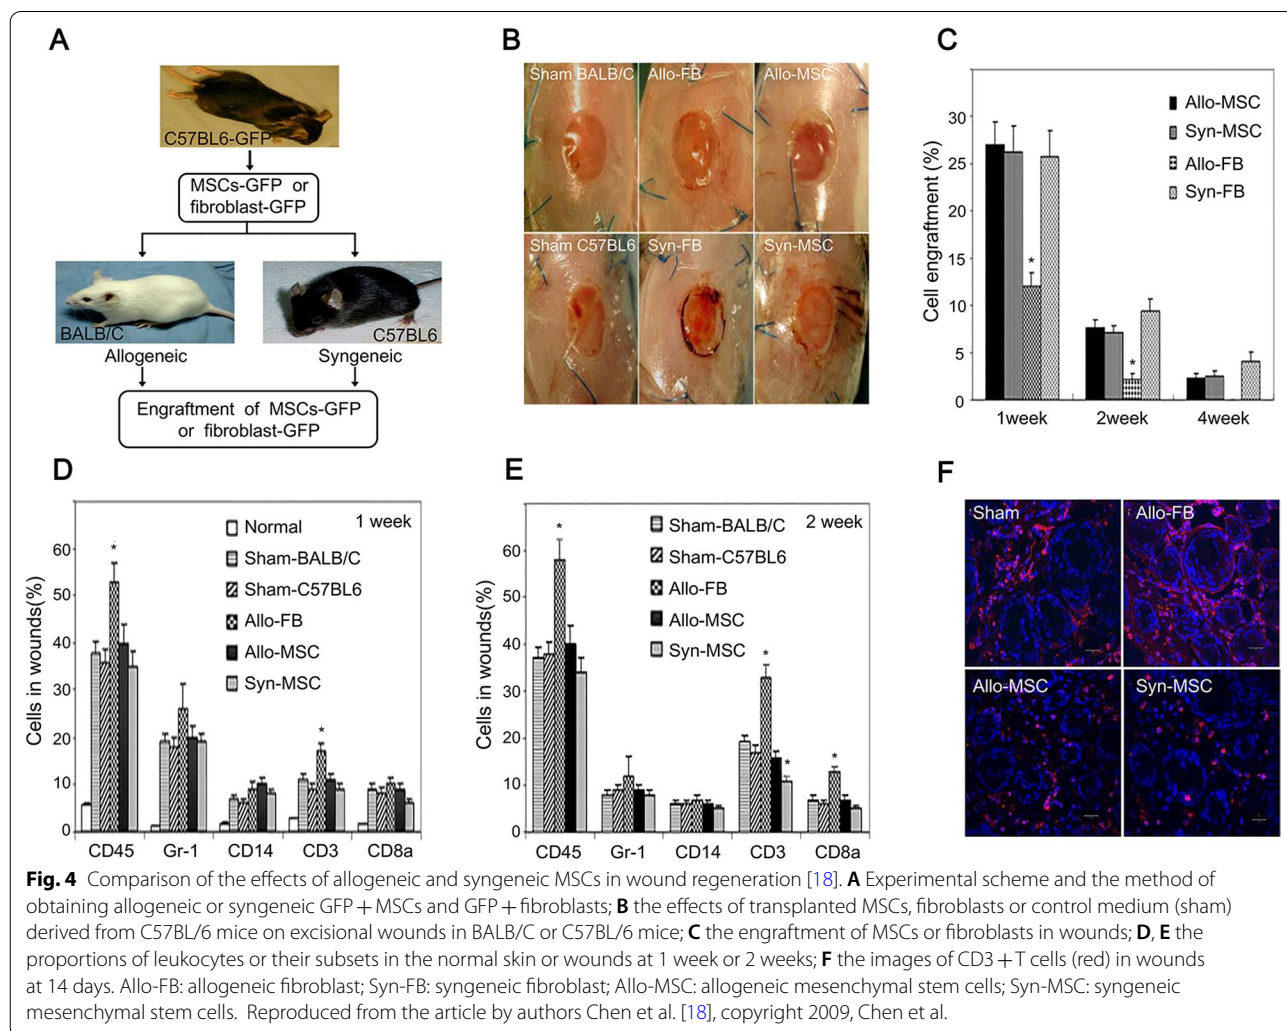 A
C57BL6-GFP
MSCs-GFP or
fibroblast-GFP
BALB/C
C57BL6
Allogeneic
Syngeneic
Engraftment of MSCs-GFP
or fibroblast-GFP
B
Sham BALB/C
Allo-FB
Allo-MSC
Sham C57BL6
Syn-FB
Syn-MSC
C
Cell engraftment (%)
30
25
10
5
0
Allo-MSC
Syn-MSC
Allo-FB
Syn-FB
*
*
1week
2week
4week
D
Cells in wounds(%)
60
50
40
30
20
10
0
Normal
Sham-BALB/C
Sham-C57BL6
Allo-FB
Allo-MSC
Syn-MSC
1 week
*
*
CD45
Gr-1
CD14
CD3
CD8a
E
Cells in wounds(%)
60
50
40
30
20
10
0
Sham-BALB/C
Sham-C57BL6
Allo-FB
Allo-MSC
Syn-MSC
2 week
*
*
*
*
CD45
Gr-1
CD14
CD3
CD8a
F
Sham
Allo-FB
Allo-MSC
Syn-MSC
Fig. 4 Comparison of the effects of allogeneic and syngeneic MSCs in wound regeneration [18]. A Experimental scheme and the method of
obtaining allogeneic or syngeneic GFP + MSCs and GFP + fibroblasts; B the effects of transplanted MSCs, fibroblasts or control medium (sham)
derived from C57BL/6 mice on excisional wounds in BALB/C or C57BL/6 mice; C the engraftment of MSCs or fibroblasts in wounds; D, E the
proportions of leukocytes or their subsets in the normal skin or wounds at 1 week or 2 weeks; F the images of CD3 + T cells (red) in wounds
at 14 days. Allo-FB: allogeneic fibroblast; Syn-FB: syngeneic fibroblast; Allo-MSC: allogeneic mesenchymal stem cells; Syn-MSC: syngeneic
mesenchymal stem cells. Reproduced from the article by authors Chen et al. [18], copyright 2009, Chen et al.